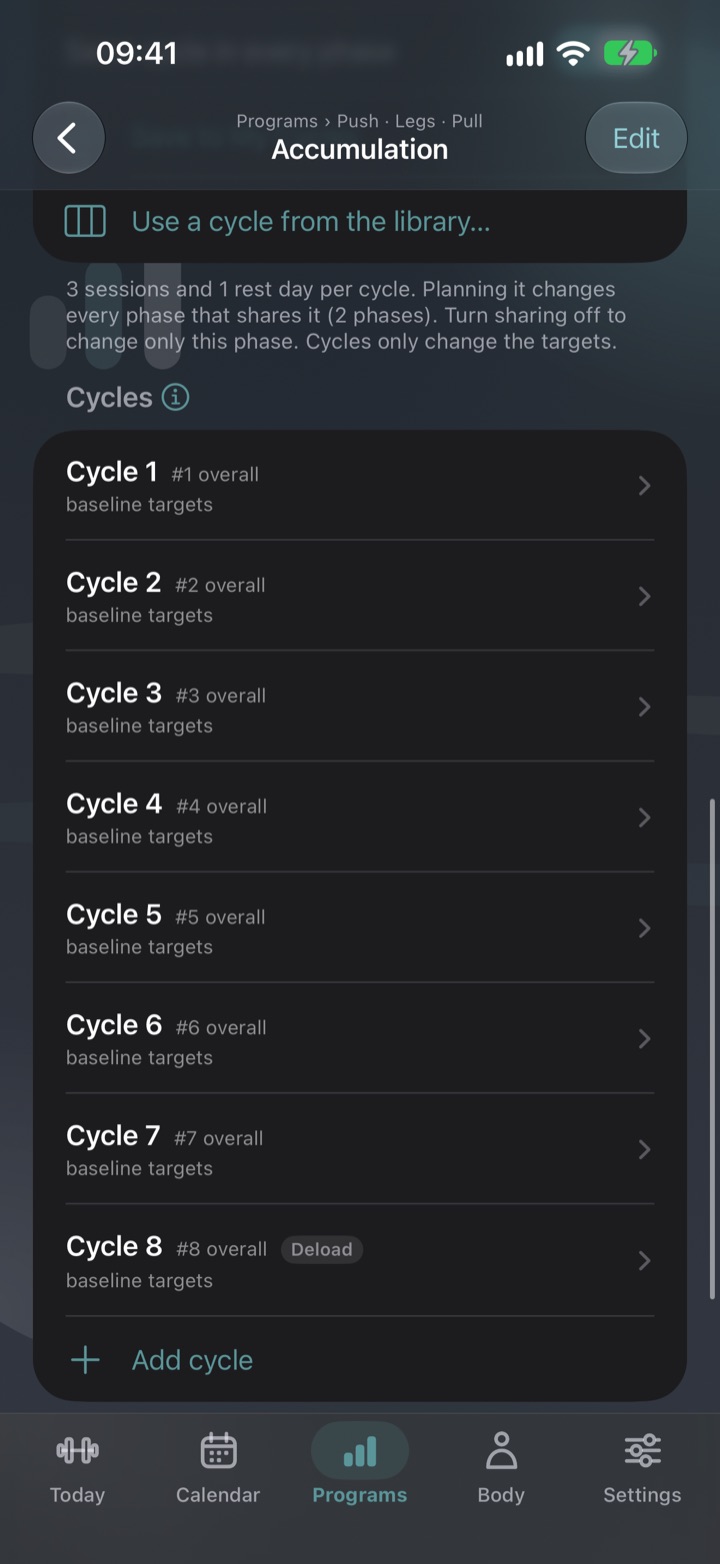 09:41
Programs › Push · Legs · Pull
Accumulation
Edit
Use a cycle from the library...
3 sessions and 1 rest day per cycle. Planning it changes
every phase that shares it (2 phases). Turn sharing off to
change only this phase. Cycles only change the targets.
Cycles
Cycle 1 #1 overall
baseline targets
Cycle 2 #2 overall
baseline targets
Cycle 3 #3 overall
baseline targets
Cycle 4 #4 overall
baseline targets
Cycle 5 #5 overall
baseline targets
Cycle 6 #6 overall
baseline targets
Cycle 7 #7 overall
baseline targets
Cycle 8 #8 overall Deload
baseline targets
Add cycle
Today Calendar Programs Body Settings